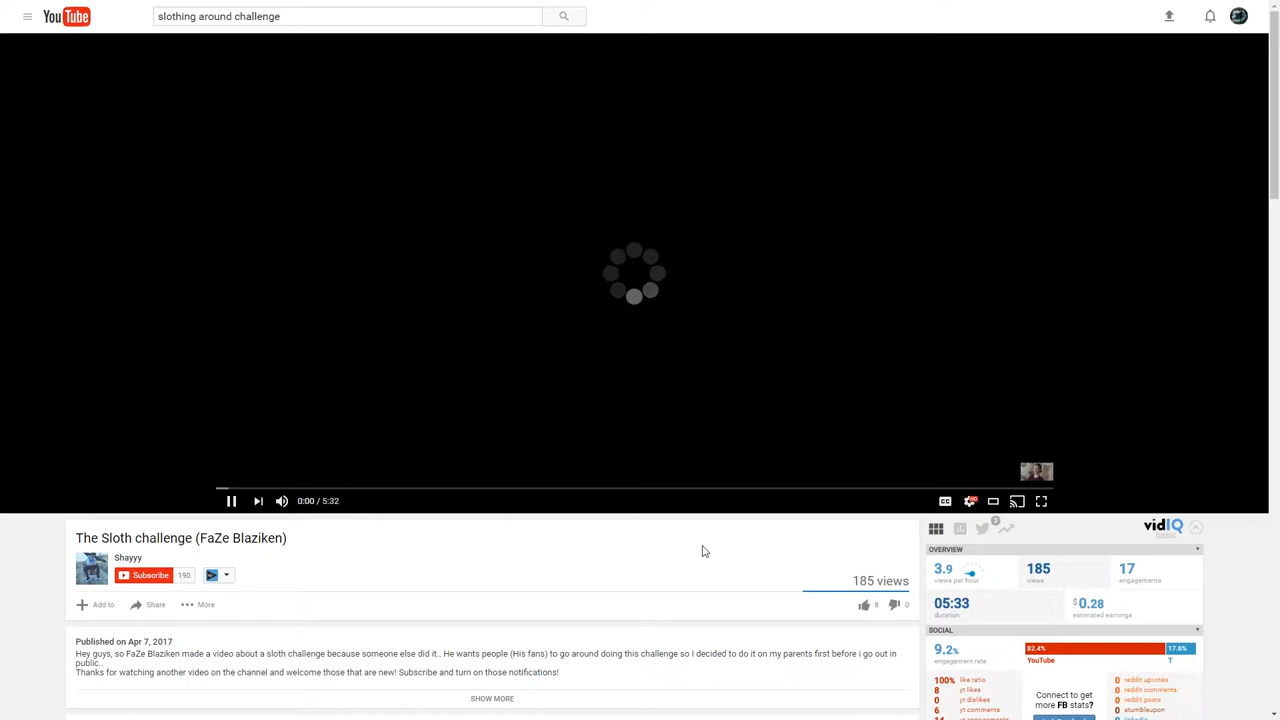 YouTube
slothing around challenge
0:00 / 5:32
CC
HD
The Sloth challenge (FaZe Blaziken)
Shayyy
Subscribe 190
185 views
Add to Share More
8 0
Published on Apr 7, 2017
Hey guys, so FaZe Blaziken made a video about a sloth challenge because someone else did it.. He wants people (His fans) to go around doing this challenge so I decided to do it on my parents first before i go out in
public..
Thanks for watching another video on the channel and welcome those that are new! Subscribe and turn on those notifications!
SHOW MORE
3
vidIQ
basic
OVERVIEW
3.9 185 17
views per hour views engagements
05:33 $0.28
duration estimated earnings
SOCIAL
9.2% 82.4% 17.6%
engagement rate YouTube T
100% like ratio
8 yt likes
0 yt dislikes
6 yt comments
Connect to get
more FB stats?
0 reddit upvotes
0 reddit comments
0 reddit posts
0 stumbleupon